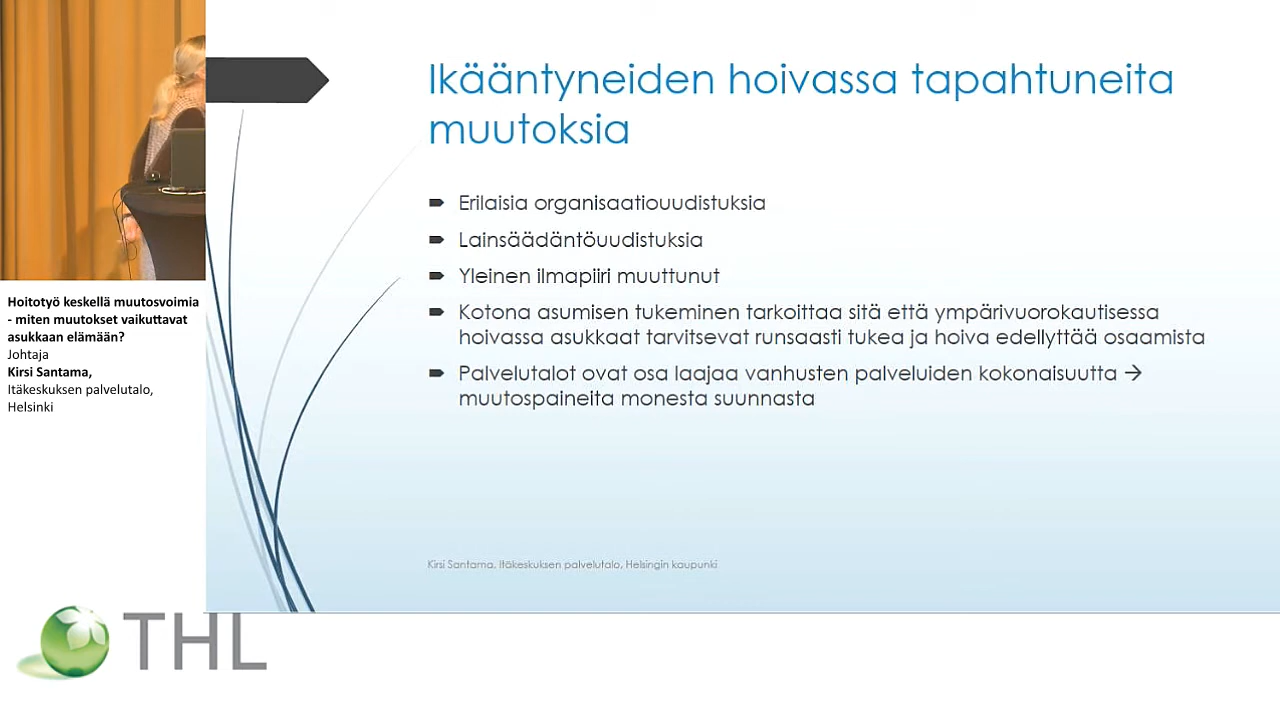 Ikääntyneiden hoivassa tapahtuneita
muutoksia
Erilaisia organisaatiouudistuksia
Lainsäädäntöuudistuksia
Yleinen ilmapiiri muuttunut
Kotona asumisen tukeminen tarkoittaa sitä että ympärivuorokautisessa
hoivassa asukkaat tarvitsevat runsaasti tukea ja hoiva edellyttää osaamista
Palvelutalot ovat osa laajaa vanhusten palveluiden kokonaisuutta →
muutospaineita monesta suunnasta
Kirsi Santama, Itäkeskuksen palvelutalo, Helsingin kaupunki
Hoitotyö keskellä muutosvoimia
- miten muutokset vaikuttavat
asukkaan elämään?
Johtaja
Kirsi Santama,
Itäkeskuksen palvelutalo,
Helsinki
THL